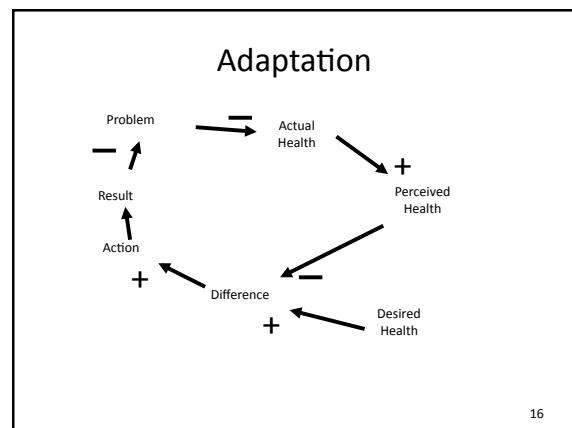 Adaptation
Problem
−
Actual
Health
+
Perceived
Health
−
Result
Action
+
Difference
−
+
Desired
Health
16